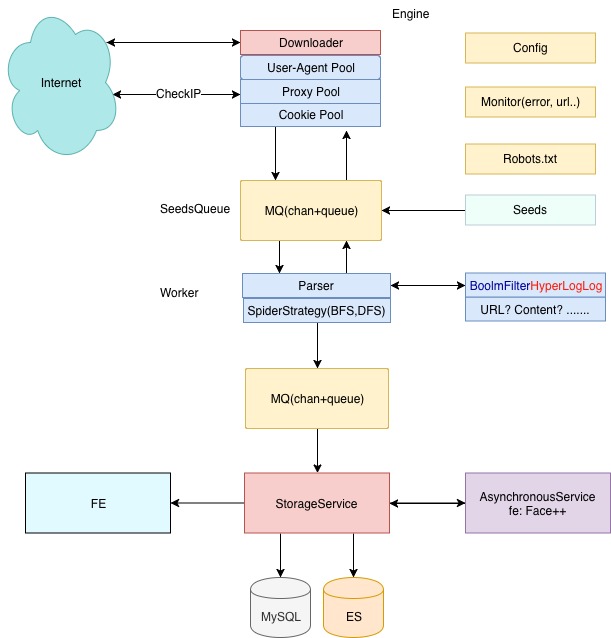 Engine
Downloader
Config
User-Agent Pool
Internet
CheckIP
Proxy Pool
Monitor(error, url..)
Cookie Pool
Robots.txt
SeedsQueue
MQ(chan+queue)
Seeds
Worker
Parser
BoolmFilterHyperLogLog
SpiderStrategy(BFS,DFS)
URL? Content? .......
MQ(chan+queue)
FE
StorageService
AsynchronousService
fe: Face++
MySQL
ES